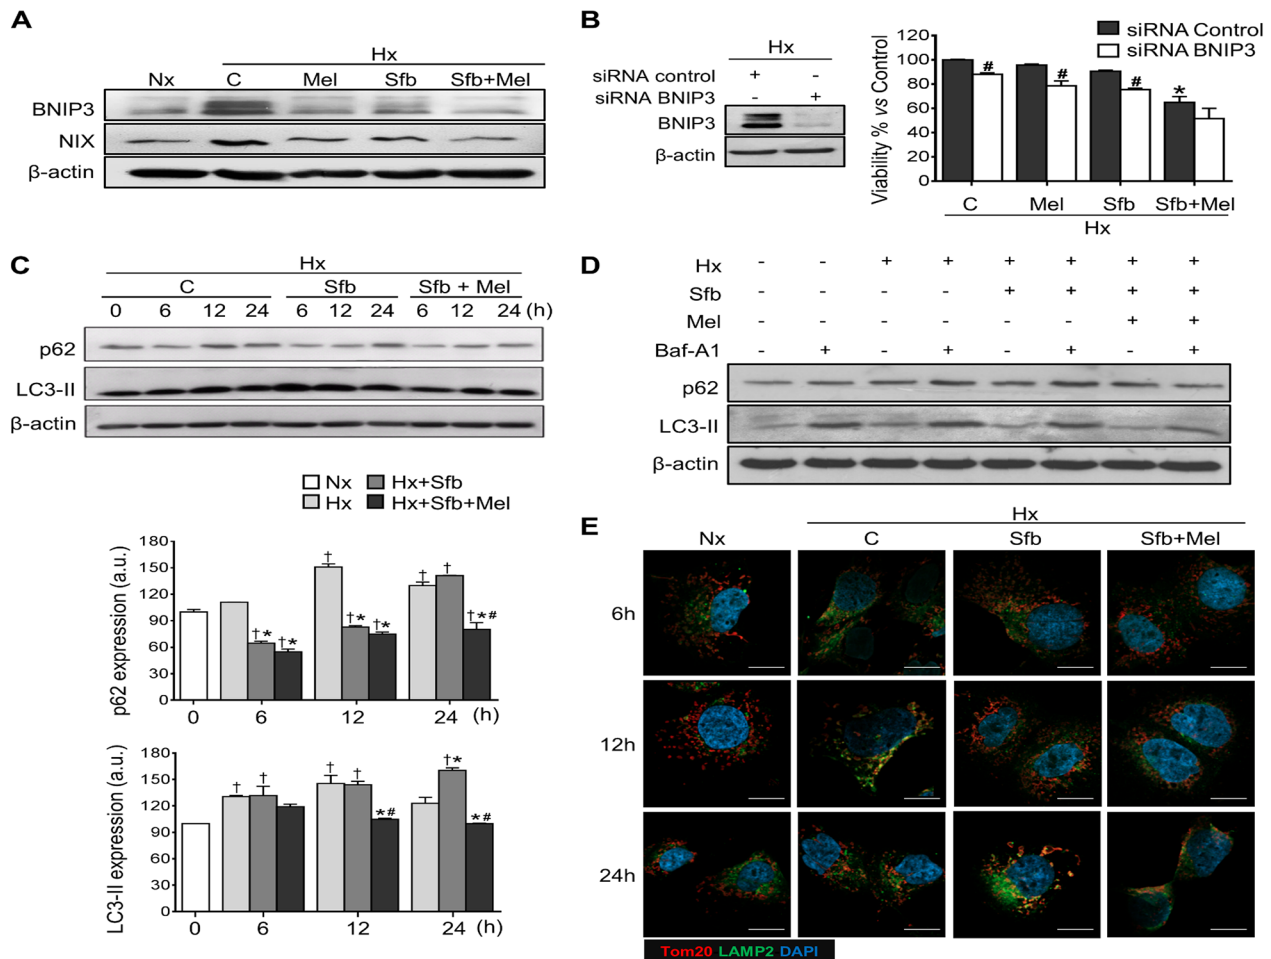 A
Hx
Nx C Mel Sfb Sfb+Mel
BNIP3
NIX
β-actin
B
Hx
siRNA control + -
siRNA BNIP3 - +
BNIP3
β-actin
siRNA Control
siRNA BNIP3
Viability % vs Control
120
100
80
60
40
20
0
# # # *
C Mel Sfb Sfb+Mel
Hx
C
Hx
C Sfb Sfb + Mel
0 6 12 24 6 12 24 6 12 24 (h)
p62
LC3-II
β-actin
Nx Hx+Sfb
Hx Hx+Sfb+Mel
p62 expression (a.u.)
180
150
120
90
60
30
0
†* †* † †* †* † † †*#
0 6 12 24 (h)
LC3-II expression (a.u.)
180
150
120
90
60
30
0
† † † † *# †* *#
0 6 12 24 (h)
D
Hx - - + + + + + +
Sfb - - - - + + + +
Mel - - - - - - + +
Baf-A1 - + - + - + - +
p62
LC3-II
β-actin
E
Hx
Nx C Sfb Sfb+Mel
6h
12h
24h
Tom20 LAMP2 DAPI